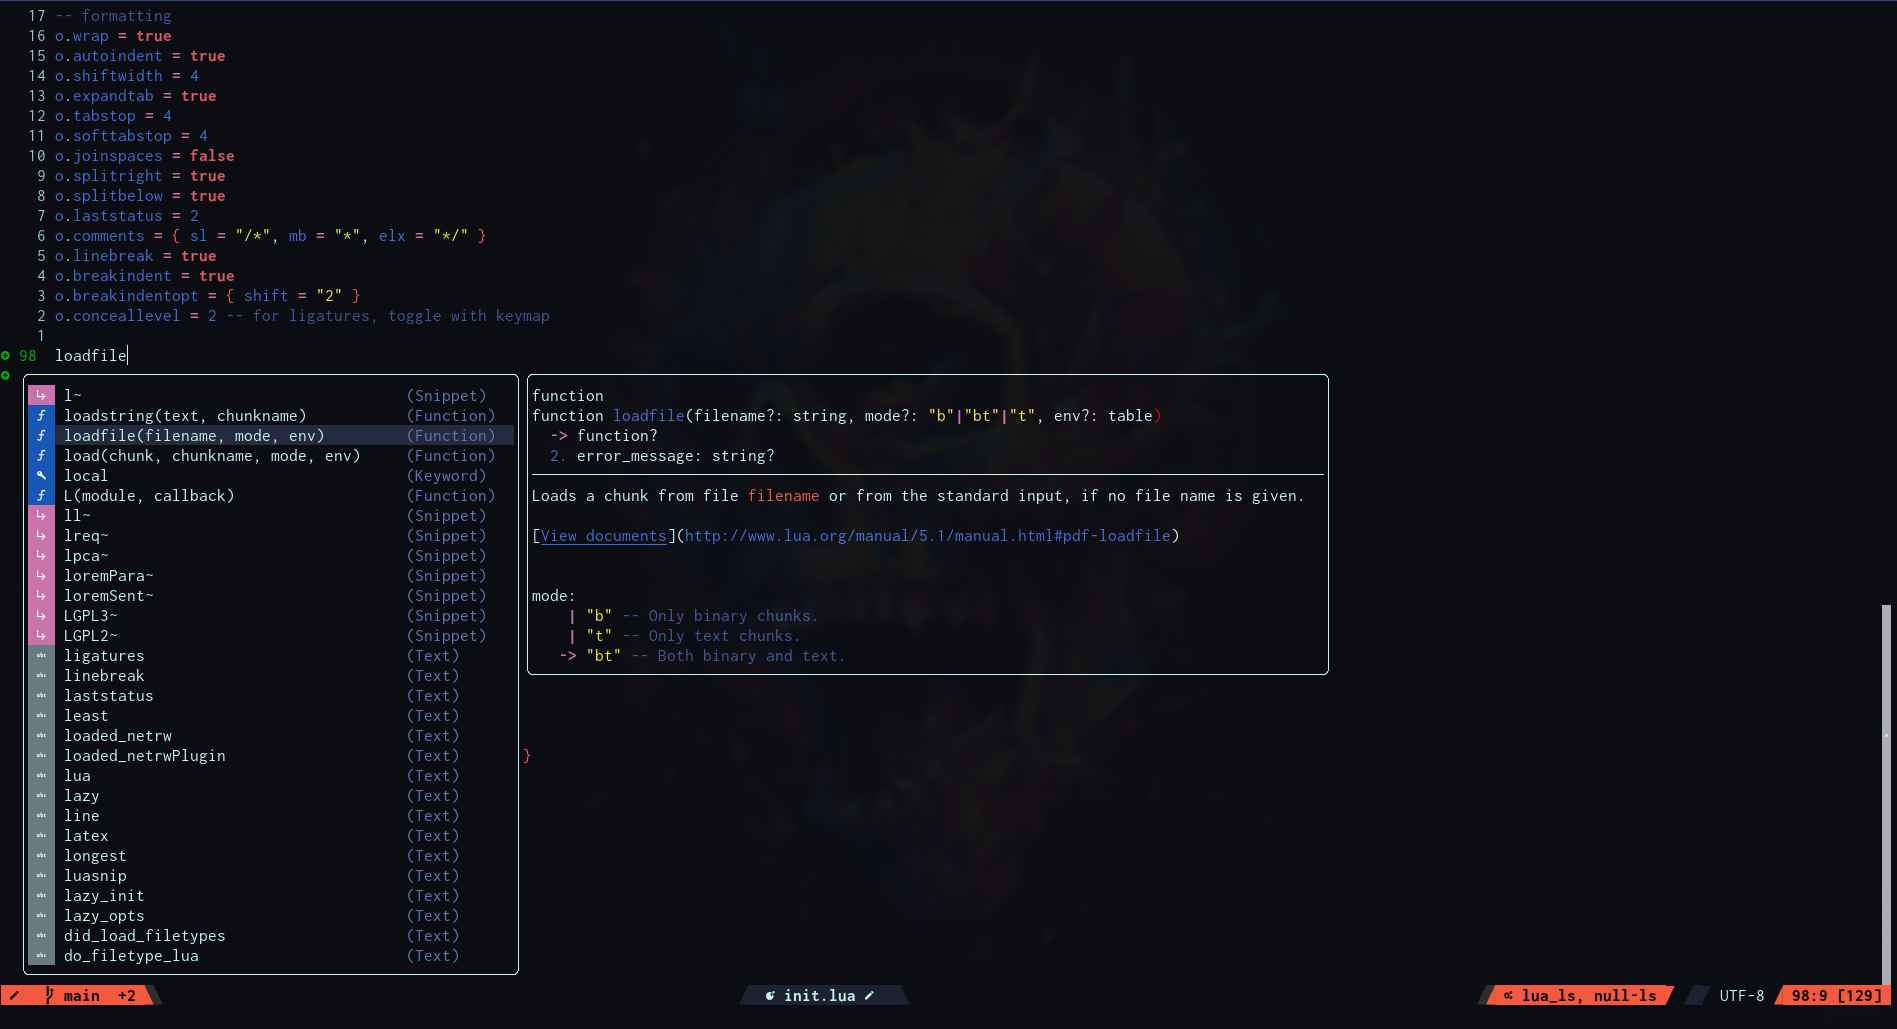 17 -- formatting
16 o.wrap = true
15 o.autoindent = true
14 o.shiftwidth = 4
13 o.expandtab = true
12 o.tabstop = 4
11 o.softtabstop = 4
10 o.joinspaces = false
9 o.splitright = true
8 o.splitbelow = true
7 o.laststatus = 2
6 o.comments = { sl = "/*", mb = "*", elx = "*/" }
5 o.linebreak = true
4 o.breakindent = true
3 o.breakindentopt = { shift = "2" }
2 o.conceallevel = 2 -- for ligatures, toggle with keymap
1
98 loadfile
l~ (Snippet)
loadstring(text, chunkname) (Function)
loadfile(filename, mode, env) (Function)
load(chunk, chunkname, mode, env) (Function)
local (Keyword)
L(module, callback) (Function)
ll~ (Snippet)
lreq~ (Snippet)
lpca~ (Snippet)
loremPara~ (Snippet)
loremSent~ (Snippet)
LGPL3~ (Snippet)
LGPL2~ (Snippet)
abc ligatures (Text)
abc linebreak (Text)
abc laststatus (Text)
abc least (Text)
abc loaded_netrw (Text)
abc loaded_netrwPlugin (Text)
abc lua (Text)
abc lazy (Text)
abc line (Text)
abc latex (Text)
abc longest (Text)
abc luasnip (Text)
abc lazy_init (Text)
abc lazy_opts (Text)
abc did_load_filetypes (Text)
abc do_filetype_lua (Text)
function
function loadfile(filename?: string, mode?: "b"|"bt"|"t", env?: table)
-> function?
2. error_message: string?
Loads a chunk from file filename or from the standard input, if no file name is given.
[View documents](http://www.lua.org/manual/5.1/manual.html#pdf-loadfile)
mode:
| "b" -- Only binary chunks.
| "t" -- Only text chunks.
-> "bt" -- Both binary and text.
}
main +2
init.lua
lua_ls, null-ls
UTF-8
98:9 [129]